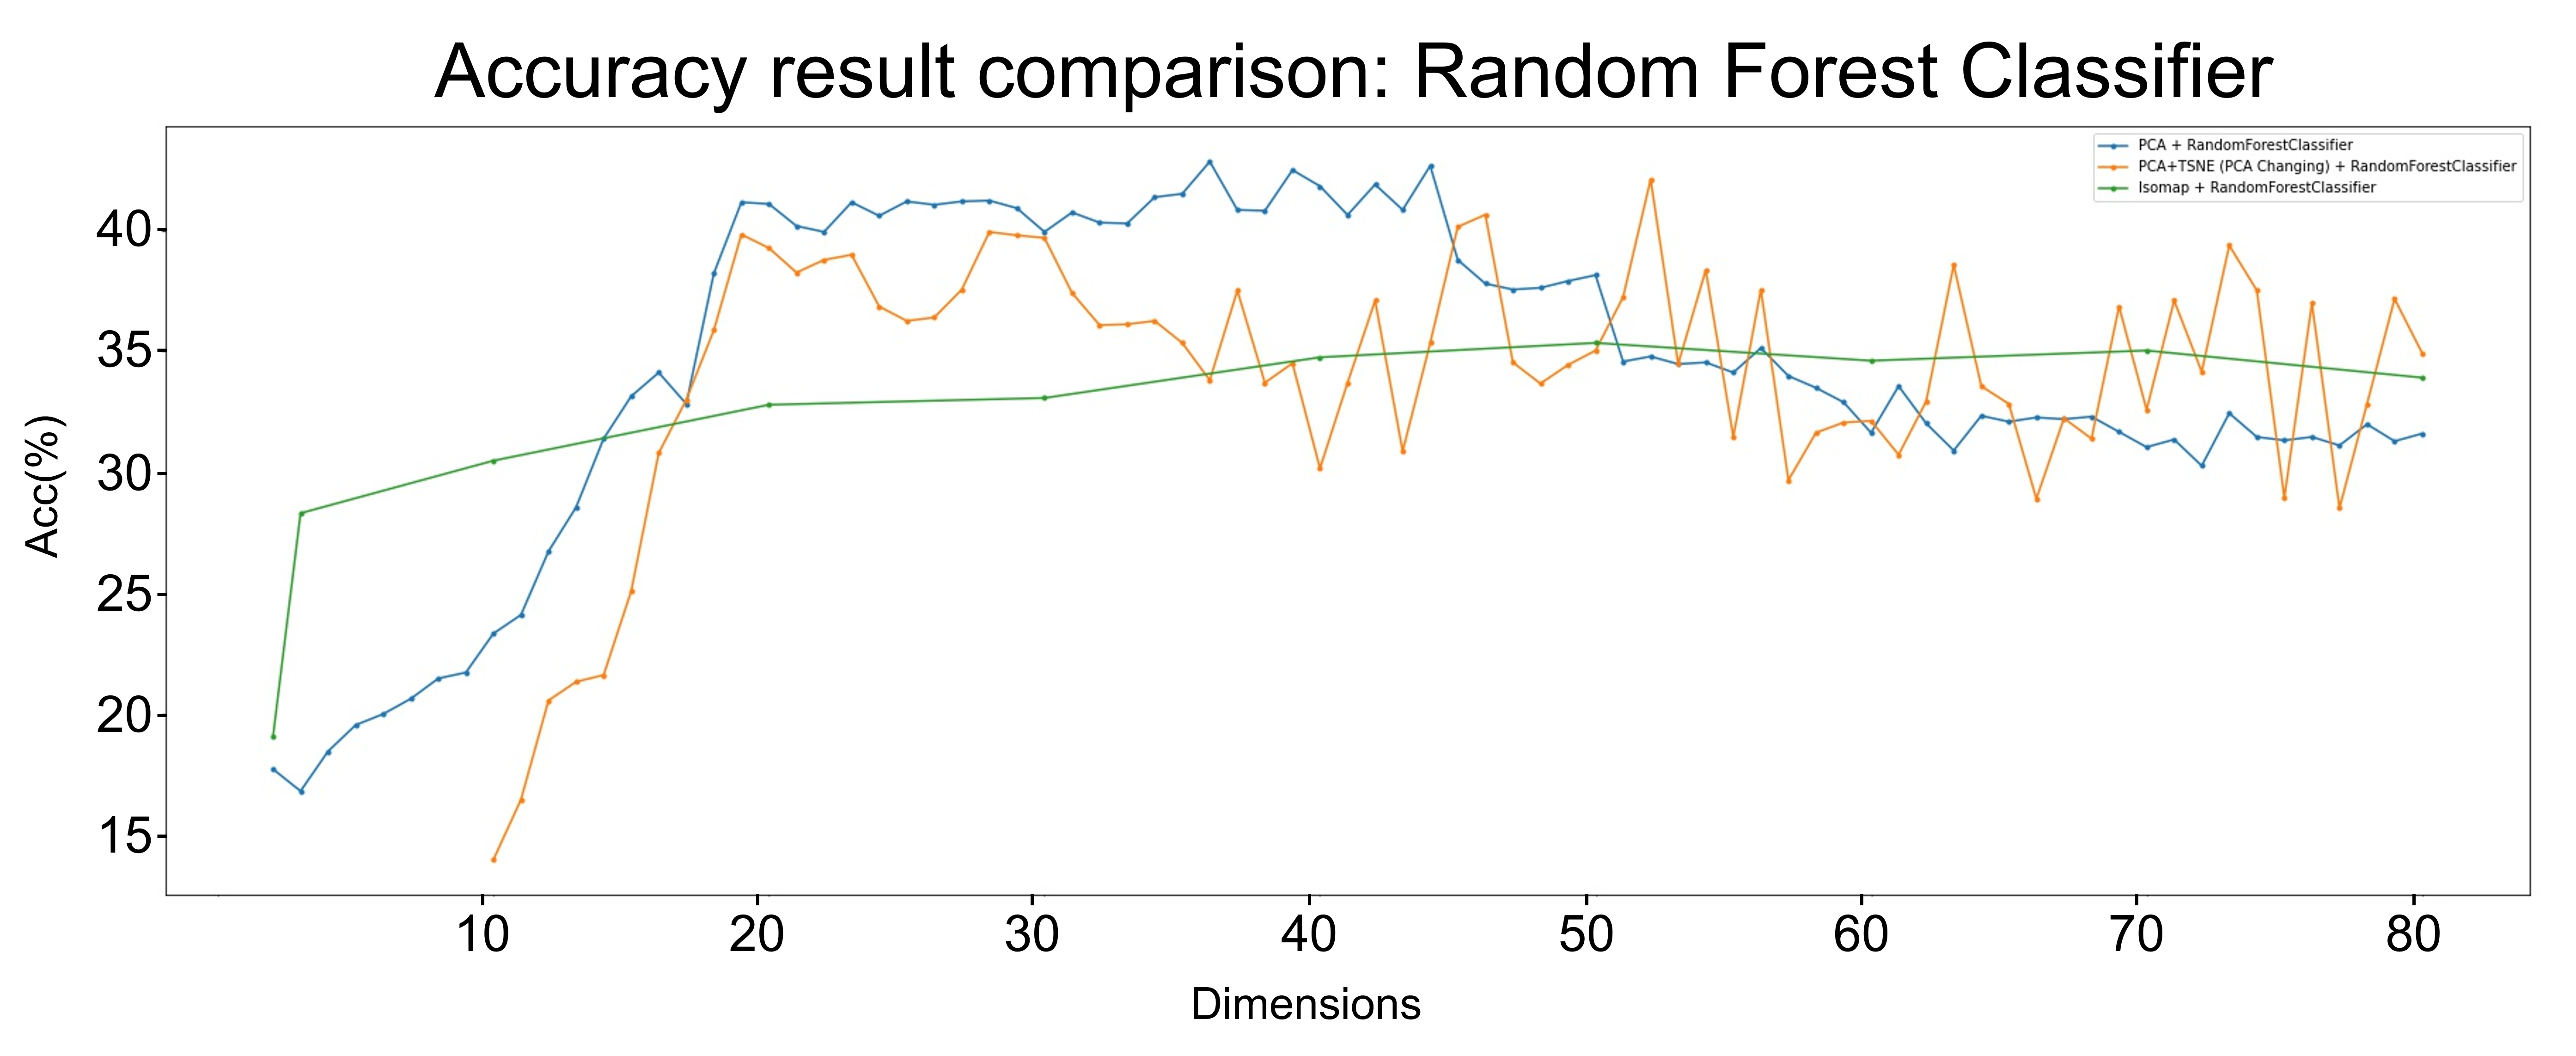 Accuracy result comparison: Random Forest Classifier
PCA + RandomForestClassifier
PCA+TSNE (PCA Changing) + RandomForestClassifier
Isomap + RandomForestClassifier
Acc(%)
40
35
30
25
20
15
10 20 30 40 50 60 70 80
Dimensions